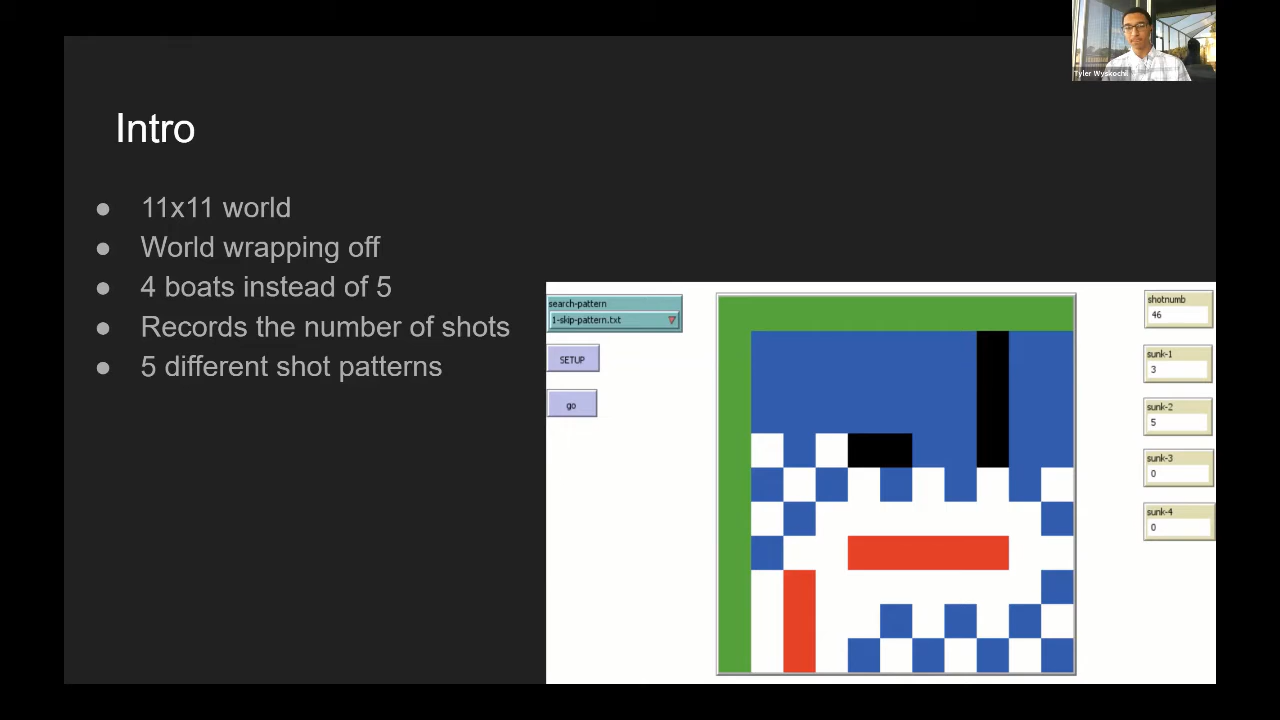 Tyler Wyskochil
Intro
● 11x11 world
● World wrapping off
● 4 boats instead of 5
● Records the number of shots
● 5 different shot patterns
search-pattern
1-skip-pattern.txt
SETUP
go
shotnumb
46
sunk-1
3
sunk-2
5
sunk-3
0
sunk-4
0